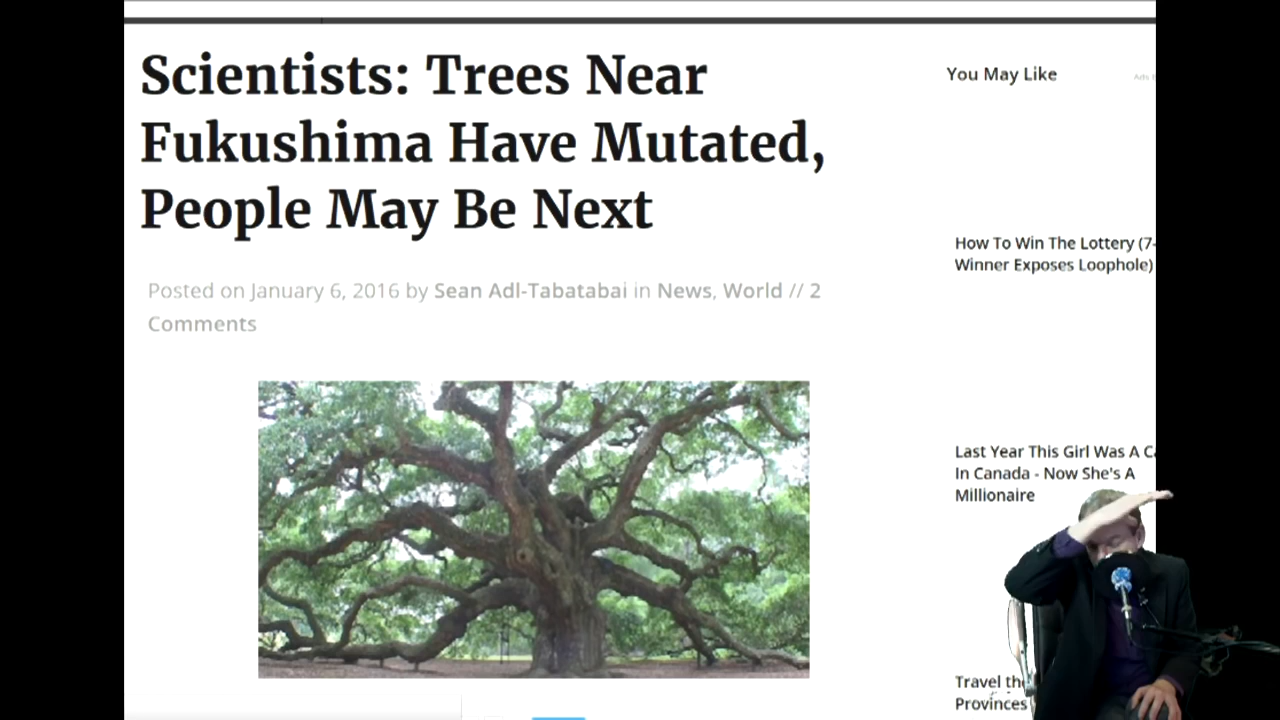 Scientists: Trees Near
Fukushima Have Mutated,
People May Be Next
Posted on January 6, 2016 by Sean Adl-Tabatabai in News, World // 2
Comments
You May Like
How To Win The Lottery (7-
Winner Exposes Loophole)
Last Year This Girl Was A
In Canada - Now She's A
Millionaire
Travel
Provinces